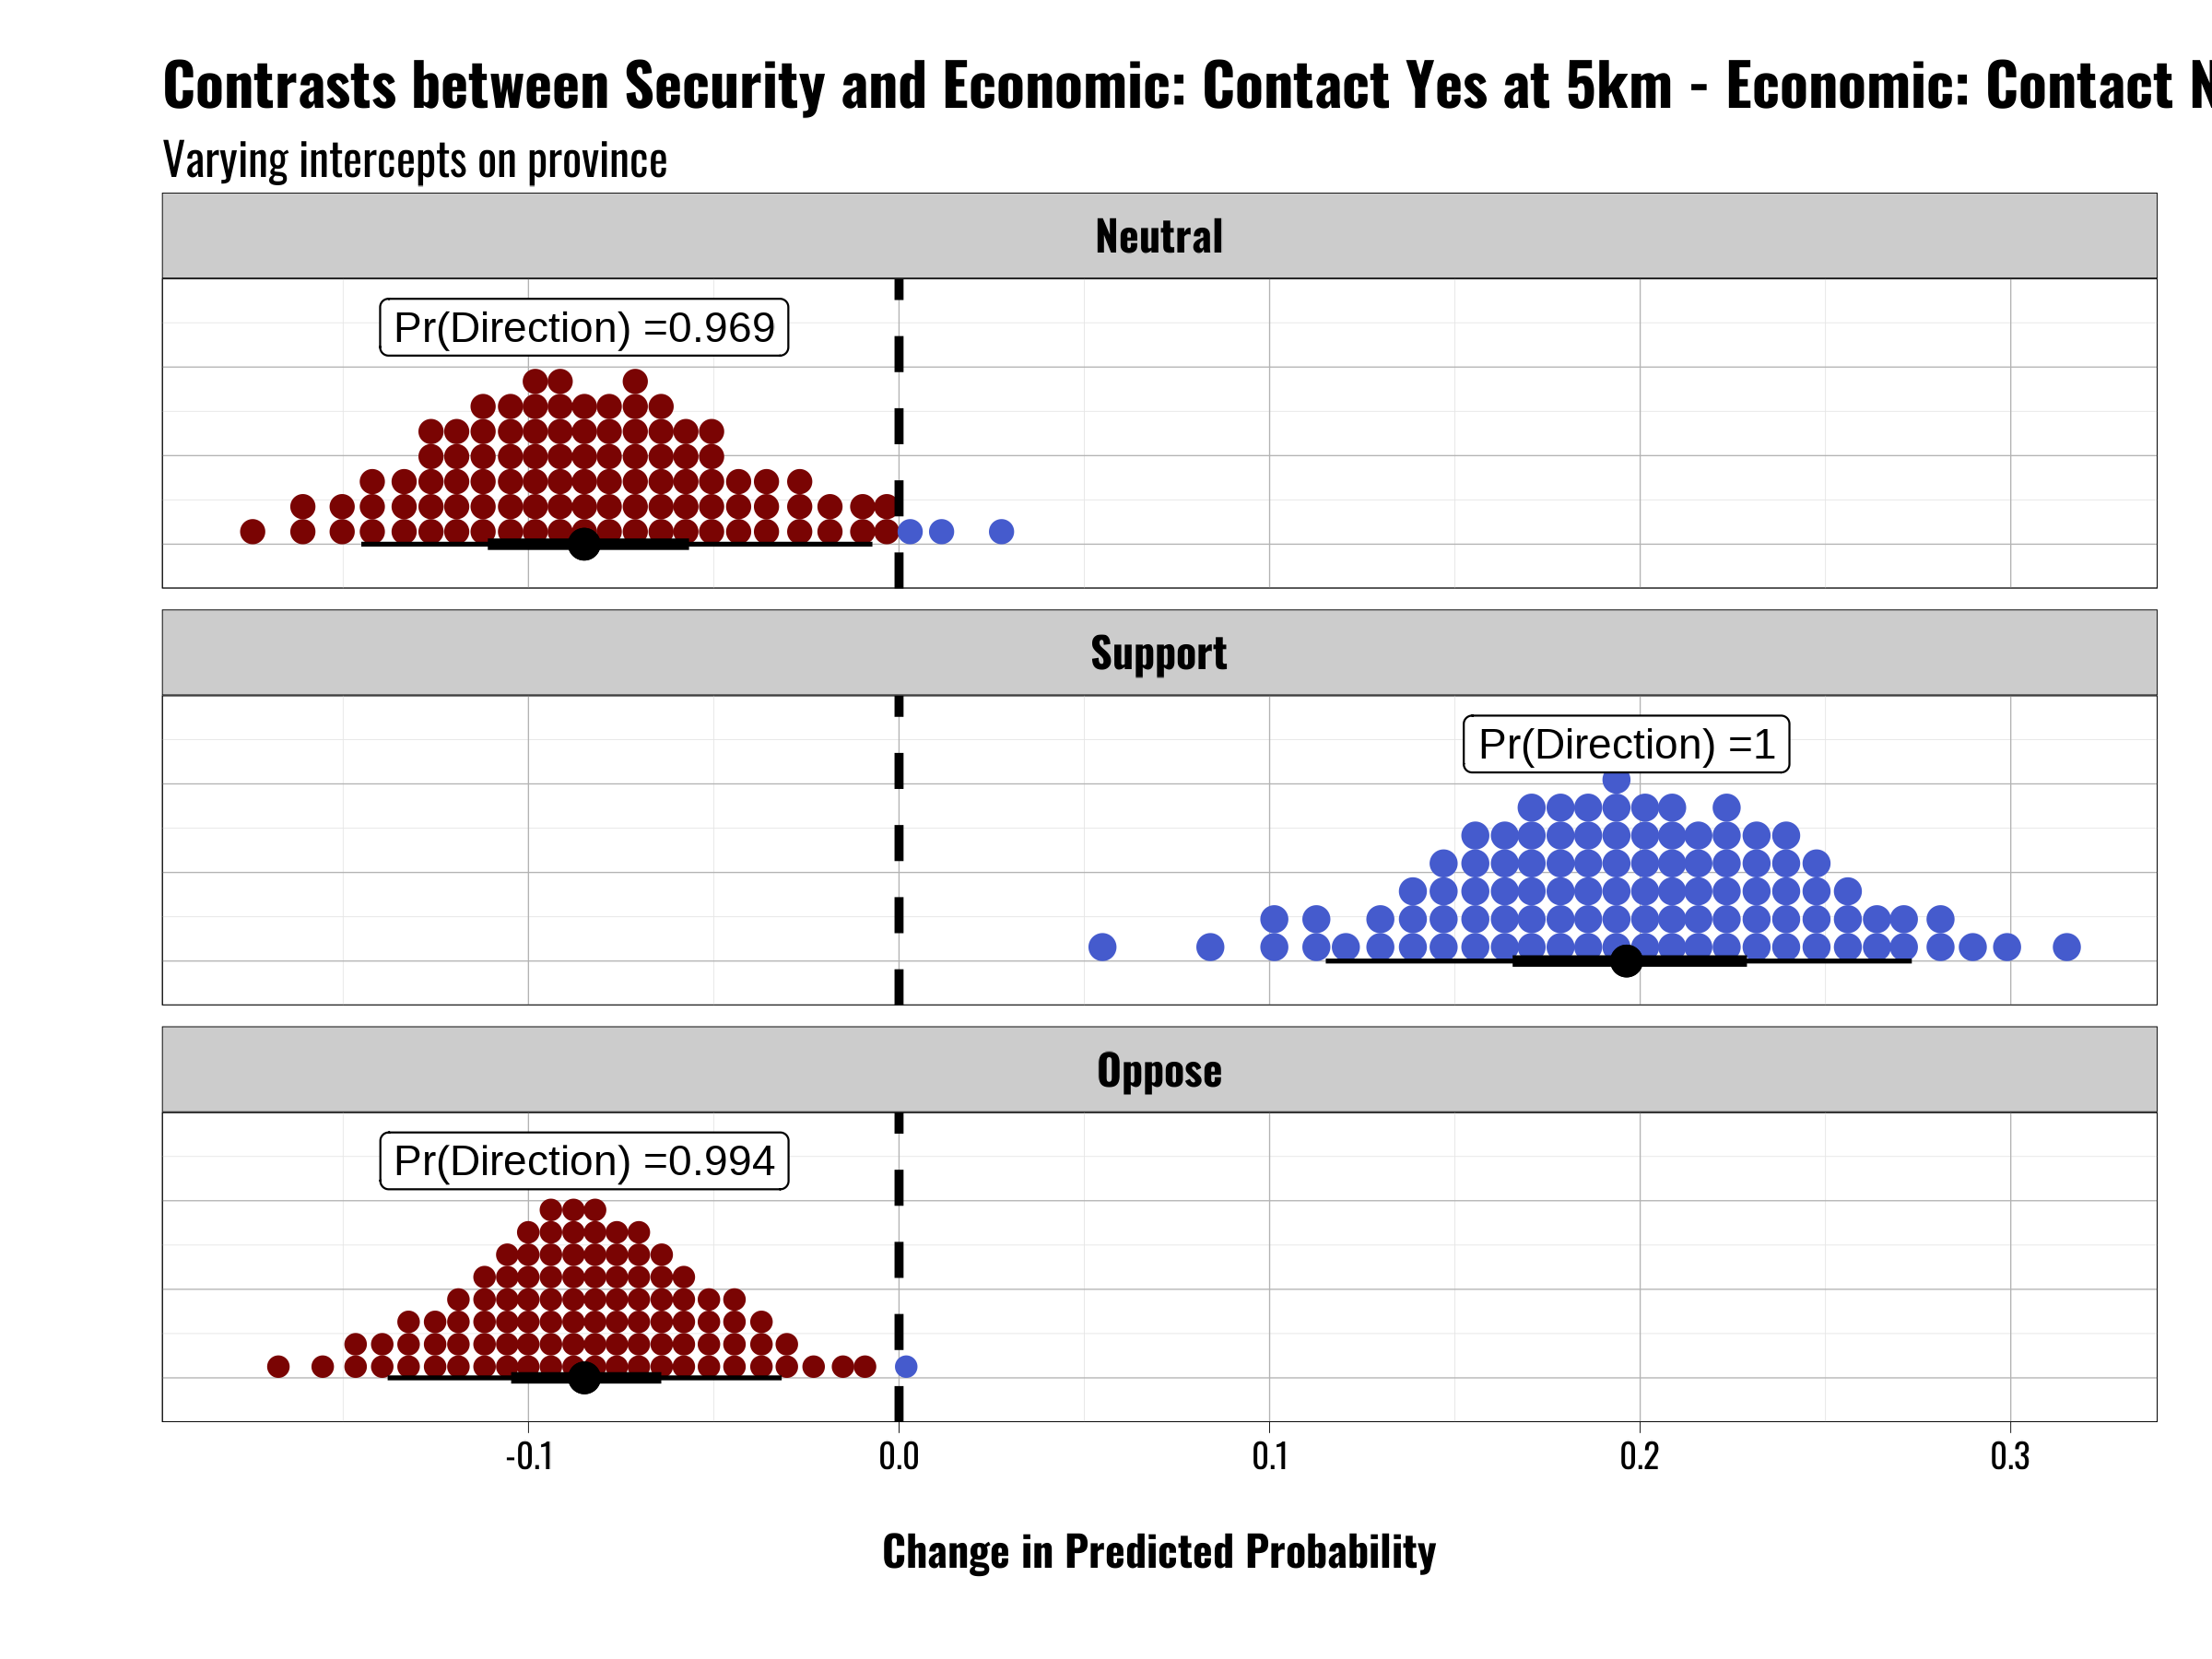 Contrasts between Security and Economic: Contact Yes at 5km - Economic: Contact
Varying intercepts on province
Neutral
Pr(Direction) =0.969
Support
Pr(Direction) =1
Oppose
Pr(Direction) =0.994
-0.1 0.0 0.1 0.2 0.3
Change in Predicted Probability